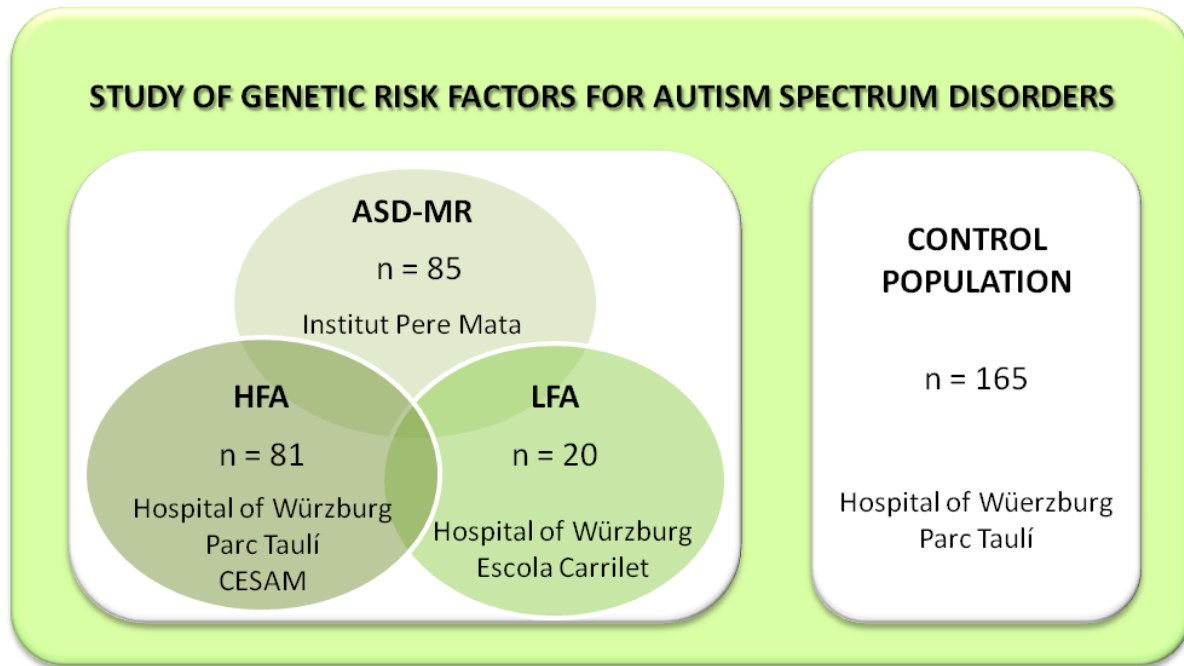 STUDY OF GENETIC RISK FACTORS FOR AUTISM SPECTRUM DISORDERS
ASD-MR
n = 85
Institut Pere Mata
HFA
n = 81
Hospital of Würzburg
Parc Taulí
CESAM
LFA
n = 20
Hospital of Würzburg
Escola Carrilet
CONTROL
POPULATION
n = 165
Hospital of Wüerzburg
Parc Taulí